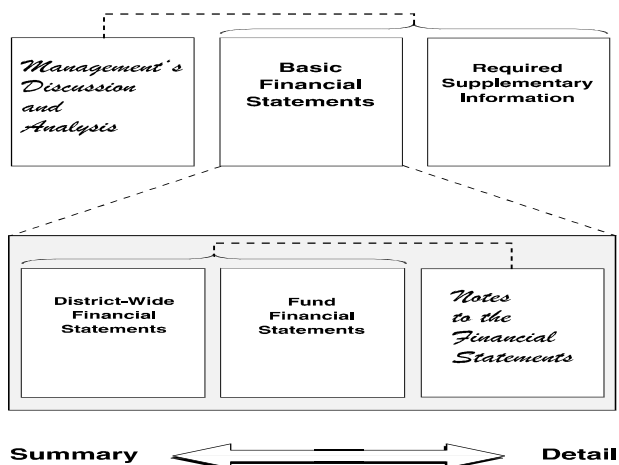 Management's
Discussion
and
Analysis
Basic
Financial
Statements
Required
Supplementary
Information
District-Wide
Financial
Statements
Fund
Financial
Statements
Notes
to the
Financial
Statements
Summary
Detail